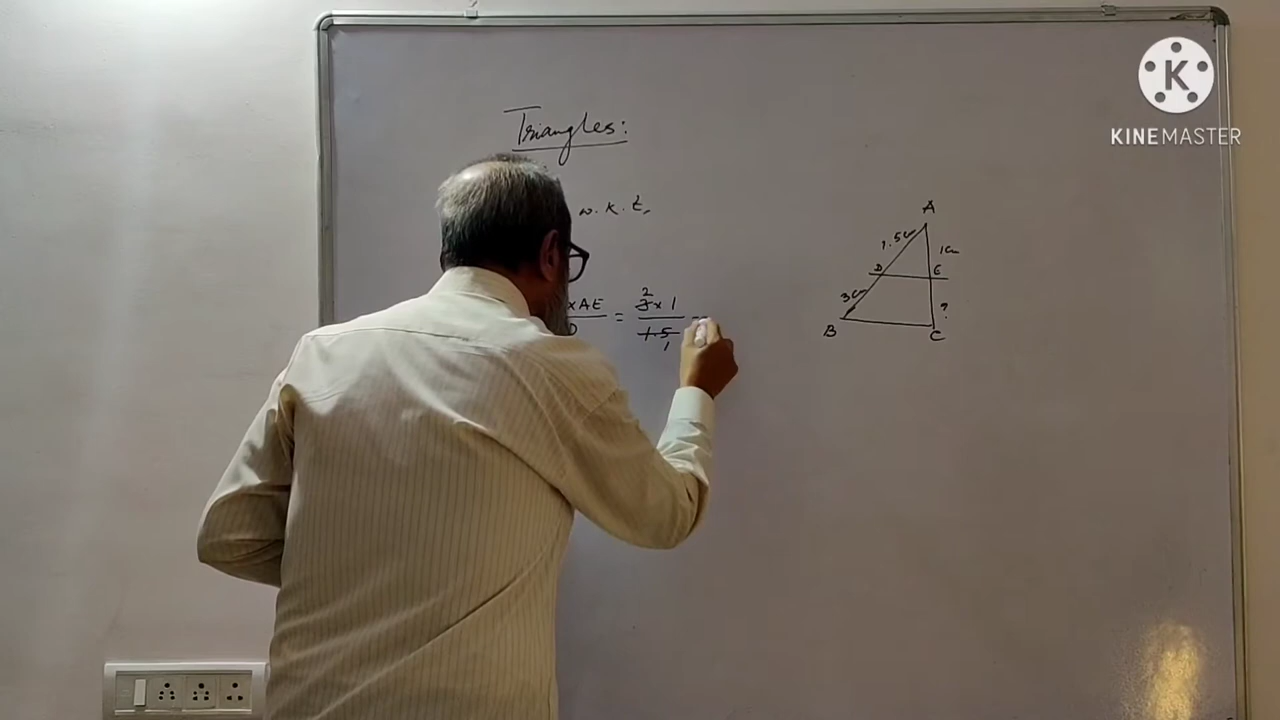 Triangles:
w.k.t,
×AE = 2 3 × 1 =
D 1.5 1
A
1.5cm 1cm
D E
3cm ?
B C
K
KINEMASTER